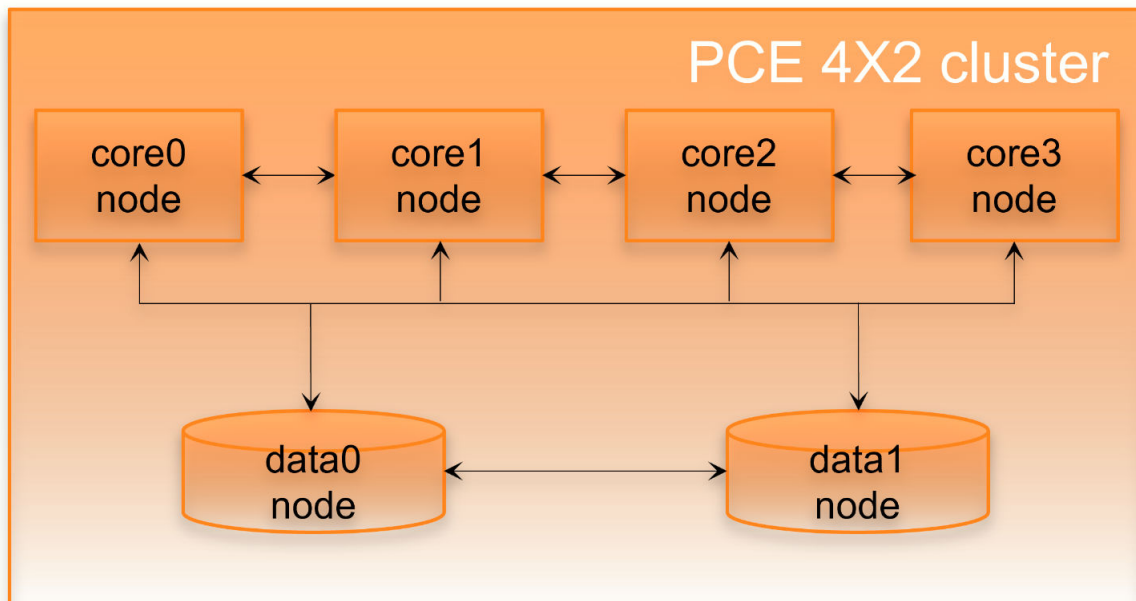 PCE 4X2 cluster
core0
node
core1
node
core2
node
core3
node
data0
node
data1
node